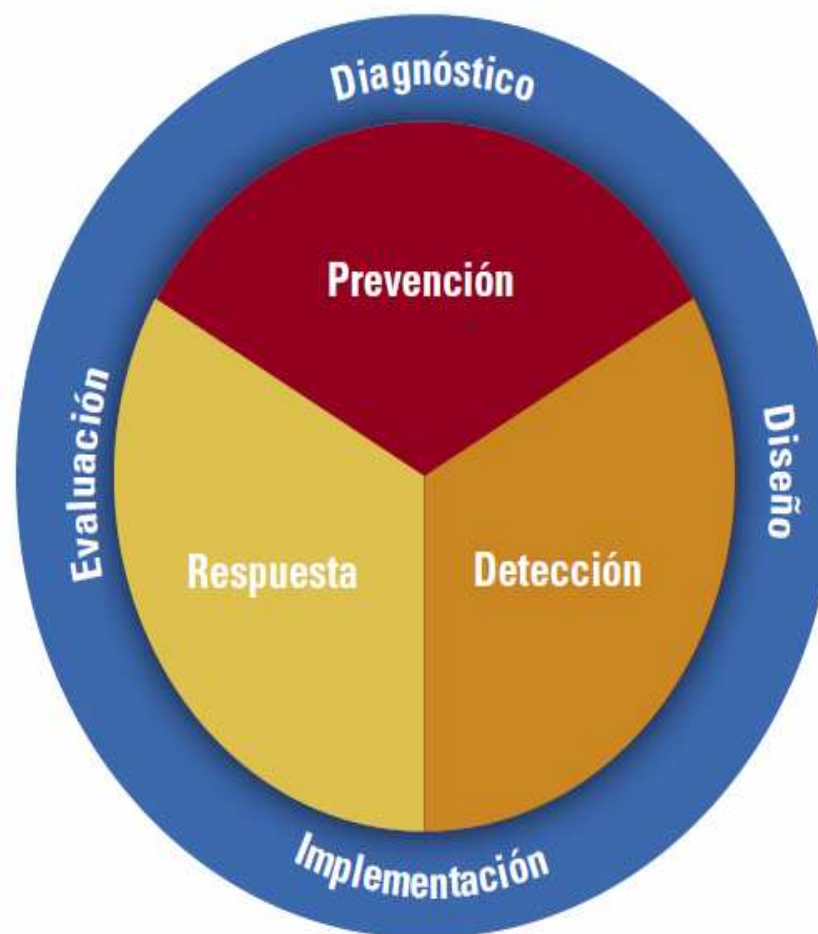 Diagnóstico
Prevención
Evaluación
Diseño
Respuesta
Detección
Implementación